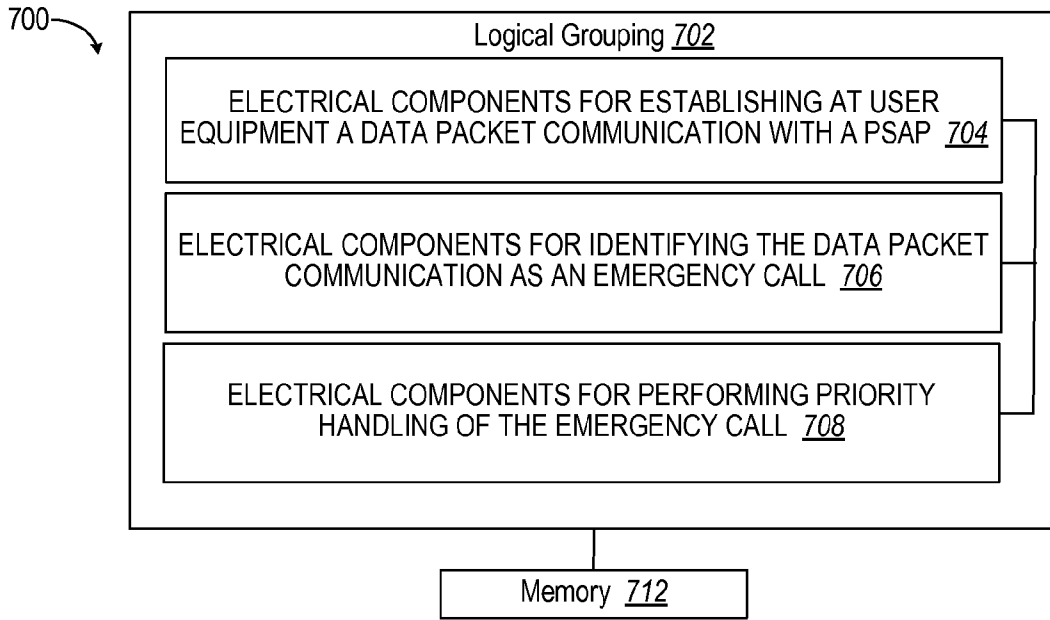 700
Logical Grouping 702
ELECTRICAL COMPONENTS FOR ESTABLISHING AT USER
EQUIPMENT A DATA PACKET COMMUNICATION WITH A PSAP 704
ELECTRICAL COMPONENTS FOR IDENTIFYING THE DATA PACKET
COMMUNICATION AS AN EMERGENCY CALL 706
ELECTRICAL COMPONENTS FOR PERFORMING PRIORITY
HANDLING OF THE EMERGENCY CALL 708
Memory 712